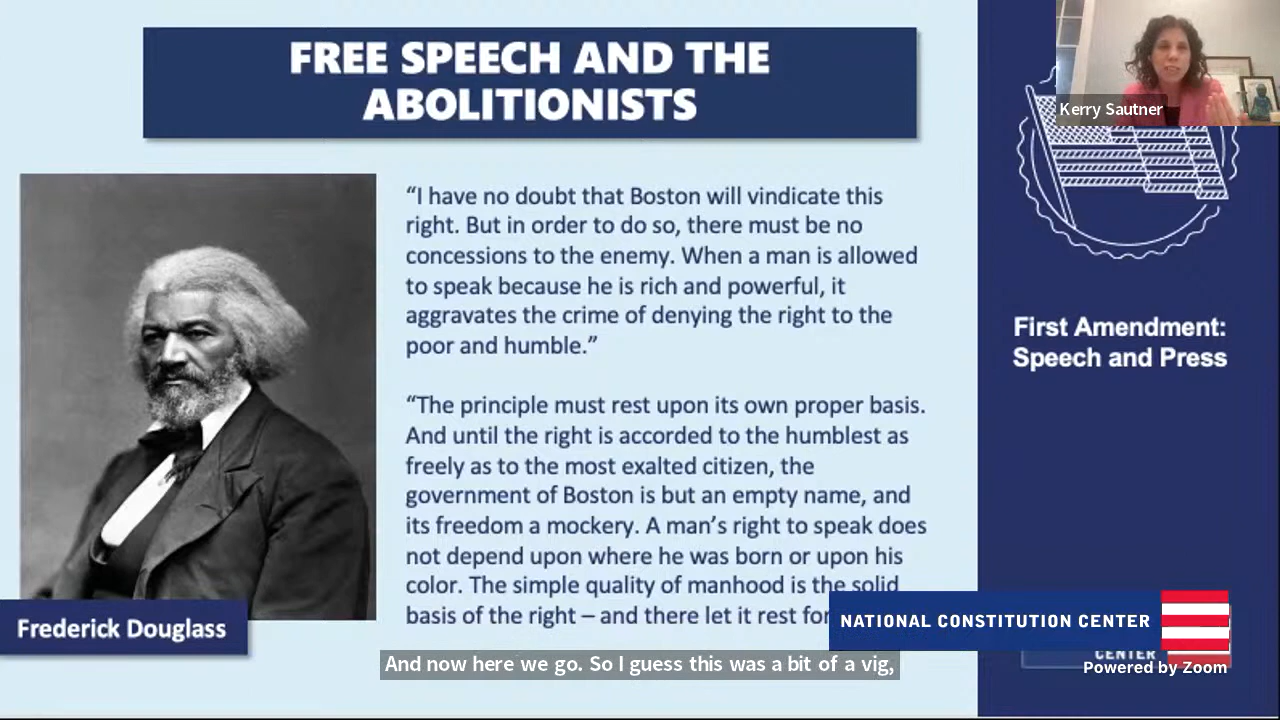 FREE SPEECH AND THE
ABOLITIONISTS
Kerry Sautner
“I have no doubt that Boston will vindicate this
right. But in order to do so, there must be no
concessions to the enemy. When a man is allowed
to speak because he is rich and powerful, it
aggravates the crime of denying the right to the
poor and humble.”
“The principle must rest upon its own proper basis.
And until the right is accorded to the humblest as
freely as to the most exalted citizen, the
government of Boston is but an empty name, and
its freedom a mockery. A man’s right to speak does
not depend upon where he was born or upon his
color. The simple quality of manhood is the solid
basis of the right – and there let it rest for
Frederick Douglass
First Amendment:
Speech and Press
NATIONAL CONSTITUTION CENTER
CENTER
Powered by Zoom
And now here we go. So I guess this was a bit of a vig,